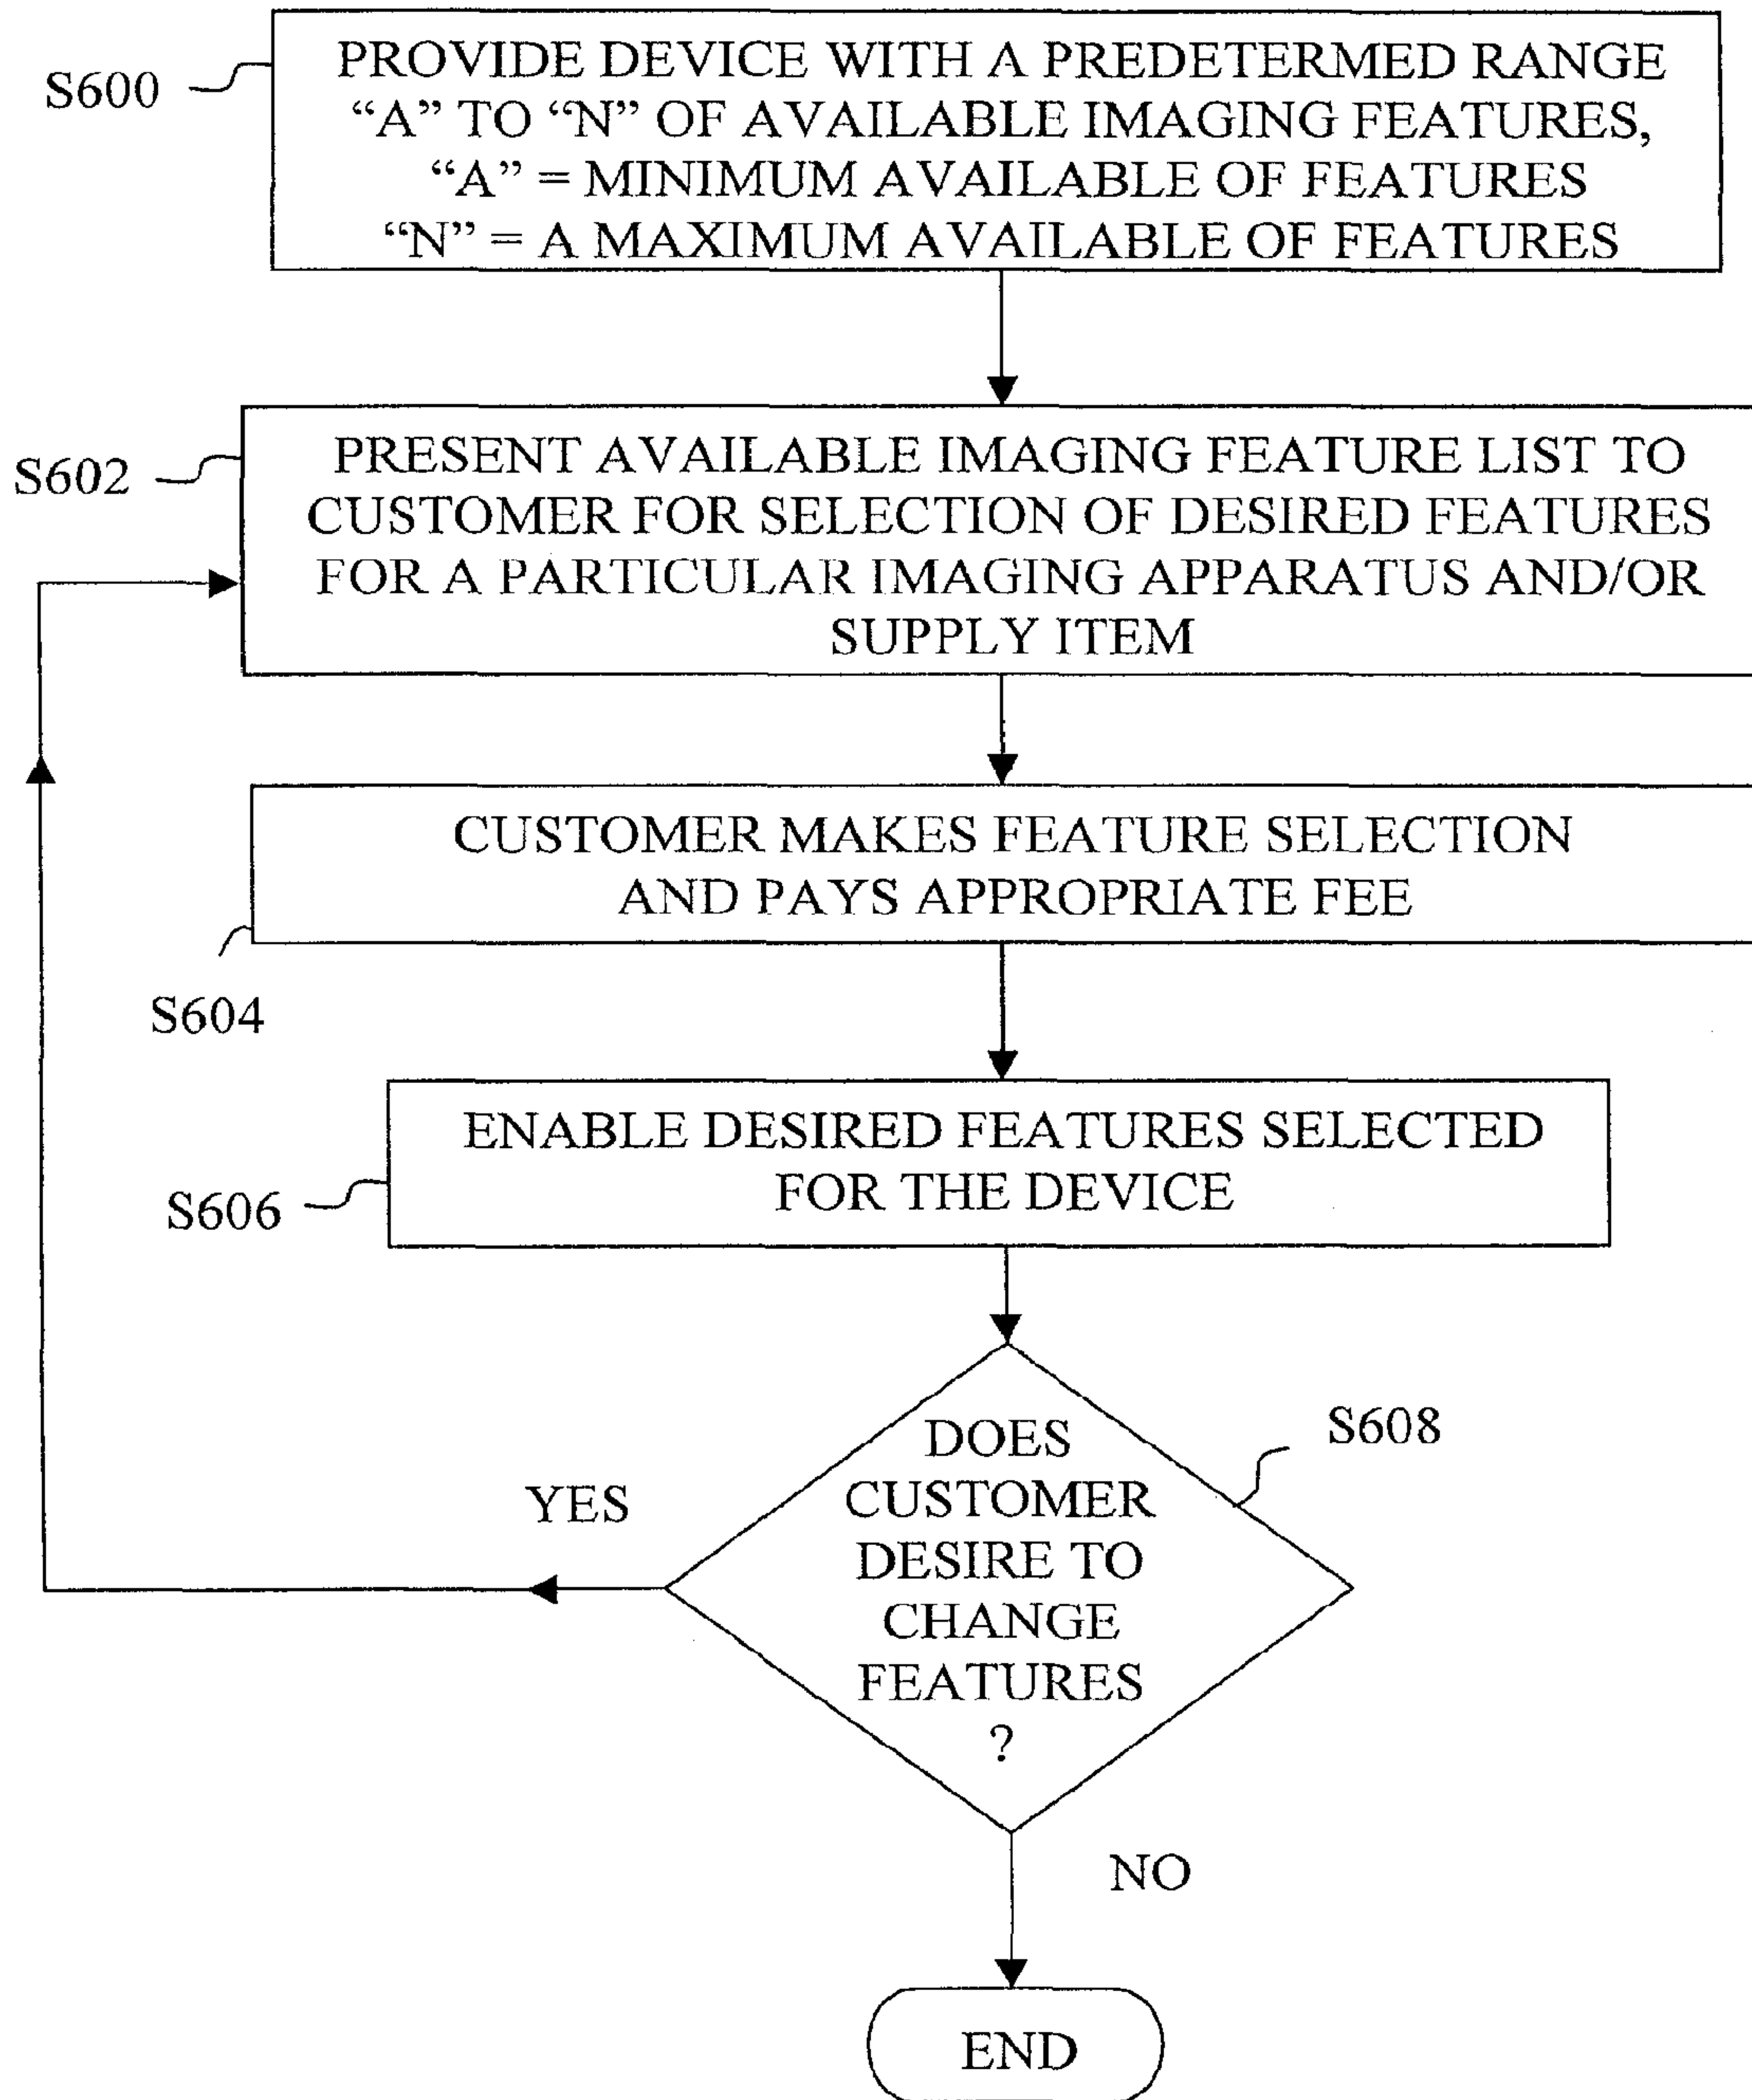 S600
PROVIDE DEVICE WITH A PREDETERMED RANGE
“A” TO “N” OF AVAILABLE IMAGING FEATURES,
“A” = MINIMUM AVAILABLE OF FEATURES
“N” = A MAXIMUM AVAILABLE OF FEATURES
S602
PRESENT AVAILABLE IMAGING FEATURE LIST TO
CUSTOMER FOR SELECTION OF DESIRED FEATURES
FOR A PARTICULAR IMAGING APPARATUS AND/OR
SUPPLY ITEM
CUSTOMER MAKES FEATURE SELECTION
AND PAYS APPROPRIATE FEE
S604
ENABLE DESIRED FEATURES SELECTED
FOR THE DEVICE
S606
DOES
CUSTOMER
DESIRE TO
CHANGE
FEATURES
?
S608
YES
NO
END